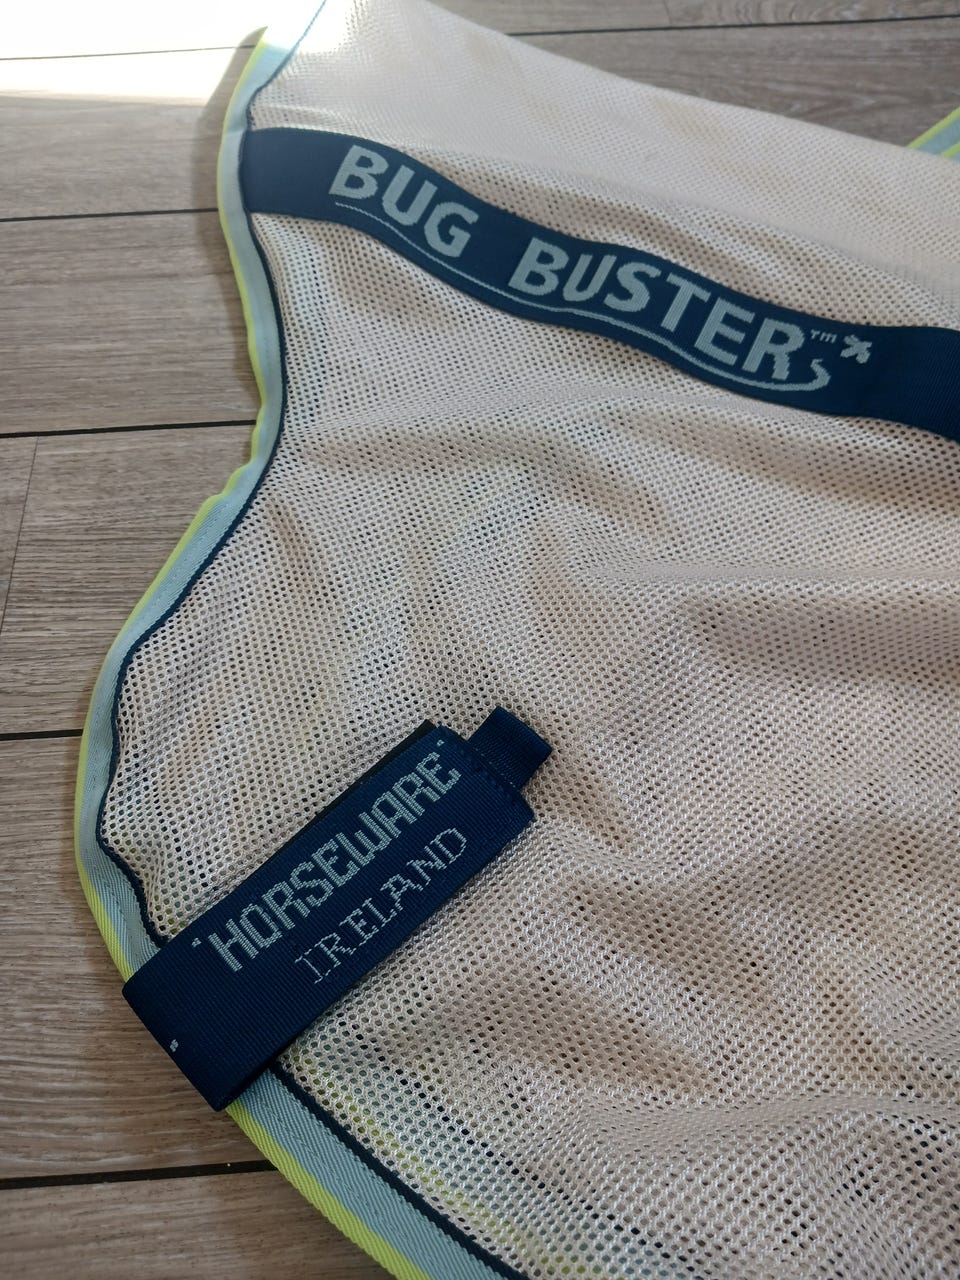 BUG BUSTER™
"HORSEWARE"
IRELAND